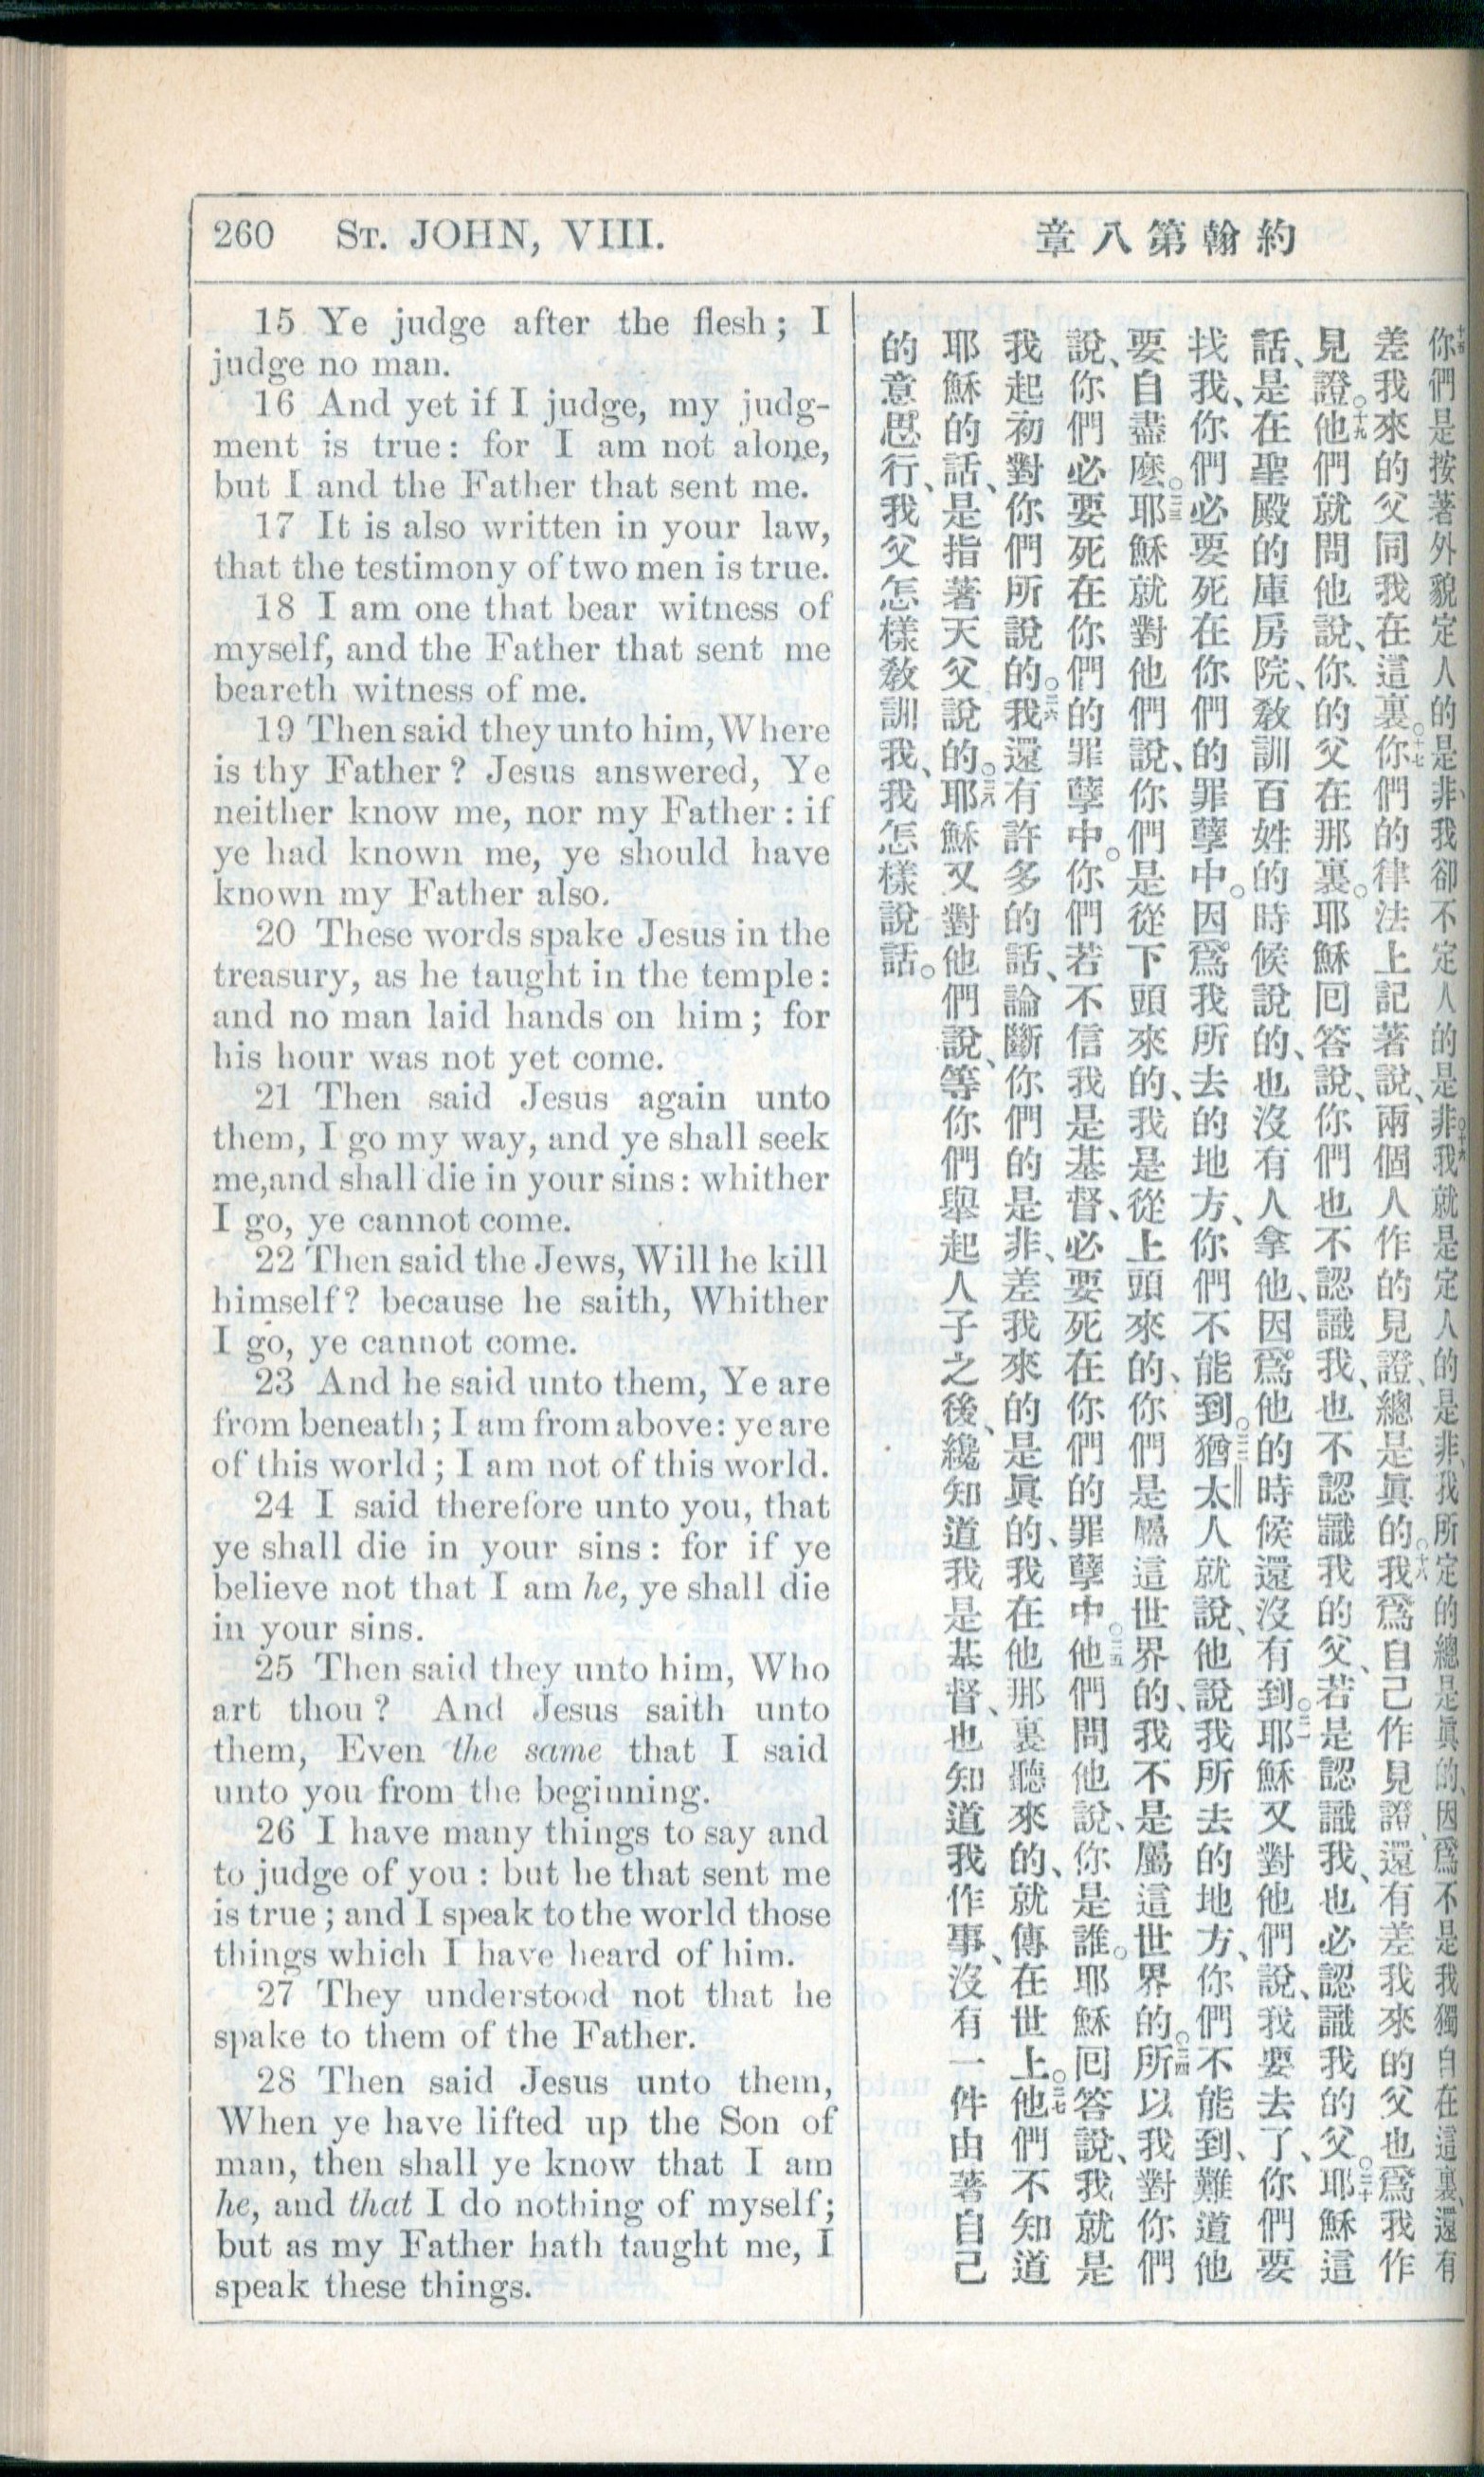 260 ST. JOHN, VIII.
章八第翰約
15 Ye judge after the flesh; I
judge no man.
16 And yet if I judge, my judg-
ment is true: for I am not alone,
but I and the Father that sent me.
17 It is also written in your law,
that the testimony of two men is true.
18 I am one that bear witness of
myself, and the Father that sent me
beareth witness of me.
19 Then said they unto him, Where
is thy Father? Jesus answered, Ye
neither know me, nor my Father: if
ye had known me, ye should have
known my Father also.
20 These words spake Jesus in the
treasury, as he taught in the temple:
and no man laid hands on him; for
his hour was not yet come.
21 Then said Jesus again unto
them, I go my way, and ye shall seek
me, and shall die in your sins: whither
I go, ye cannot come.
22 Then said the Jews, Will he kill
himself? because he saith, Whither
I go, ye cannot come.
23 And he said unto them, Ye are
from beneath; I am from above: ye are
of this world; I am not of this world.
24 I said therefore unto you, that
ye shall die in your sins: for if ye
believe not that I am he, ye shall die
in your sins.
25 Then said they unto him, Who
art thou? And Jesus saith unto
them, Even the same that I said
unto you from the beginning.
26 I have many things to say and
to judge of you: but he that sent me
is true; and I speak to the world those
things which I have heard of him.
27 They understood not that he
spake to them of the Father.
28 Then said Jesus unto them,
When ye have lifted up the Son of
man, then shall ye know that I am
he, and that I do nothing of myself;
but as my Father hath taught me, I
speak these things.
十五你們是按著外貌定人的是非、我卻不定人的是非。十六我就是定人的是非、我所定的總是眞的、因爲不是我獨自在這裏、還有
差我來的父同我在這裏。十七你們的律法上記著說、兩個人作的見證、總是眞的。十八我爲自己作見證、還有差我來的父也爲我作
見證。十九他們就問他說、你的父在那裏。耶穌回答說、你們也不認識我、也不認識我的父、若是認識我、也必認識我的父。二十耶穌這
話、是在聖殿的庫房院、敎訓百姓的時候說的、也沒有人拿他、因爲他的時候還沒有到。二一耶穌又對他們說、我要去了、你們要
找我、你們必要死在你們的罪孽中。因爲我所去的地方、你們不能到。二二猶太人就說、他說我所去的地方、你們不能到、難道他
要自盡麽。二三耶穌就對他們說、你們是從下頭來的、我是從上頭來的、你們是屬這世界的、我不是屬這世界的。二四所以我對你們
說、你們必要死在你們的罪孽中。你們若不信我是基督、必要死在你們的罪孽中。二五他們問他說、你是誰。耶穌回答說、我就是
我起初對你們所說的。二六我還有許多的話、論斷你們的是非、差我來的是眞的、我在他那裏聽來的、就傳在世上。二七他們不知道
耶穌的話、是指著天父說的。二八耶穌又對他們說、等你們舉起人子之後、纔知道我是基督、也知道我作事、沒有一件由著自己
的意思行、我父怎樣敎訓我、我怎樣說話。